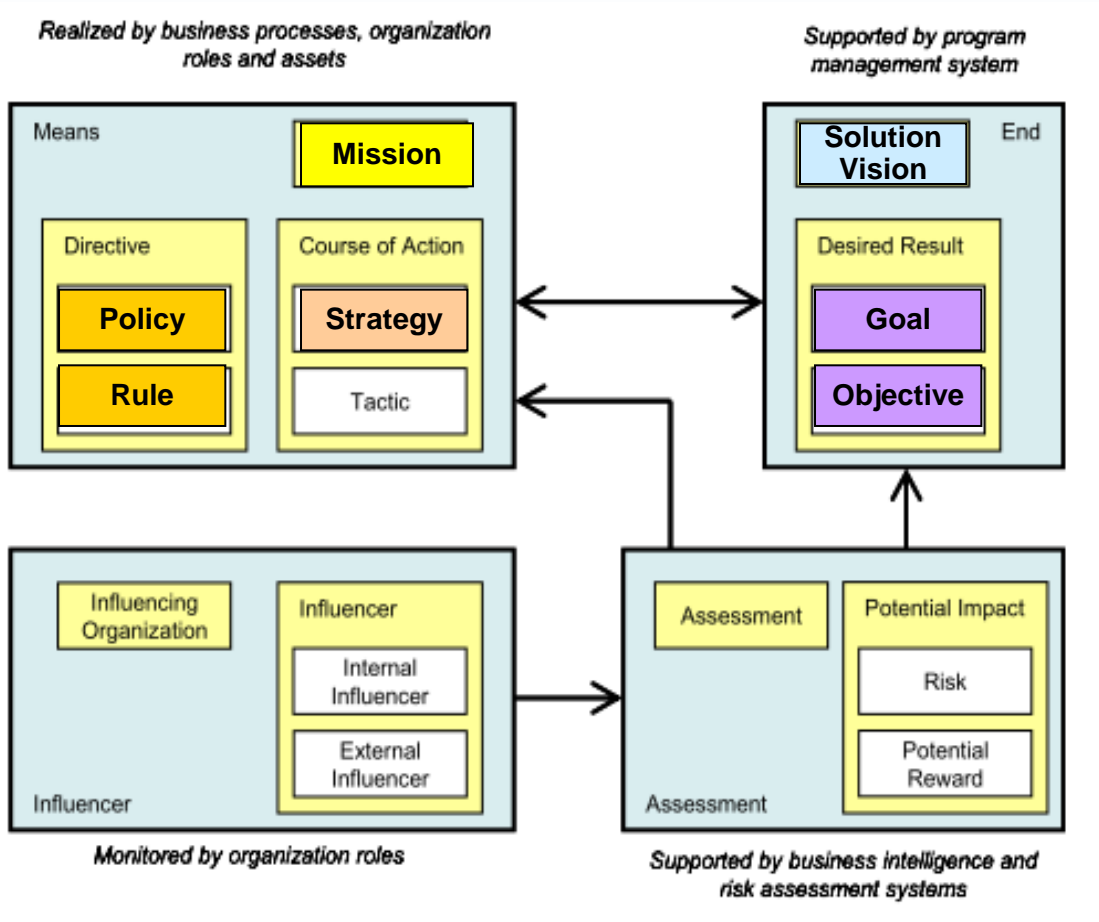 Realized by business processes, organization
roles and assets
Supported by program
management system
Means
Mission
Directive
Policy
Rule
Course of Action
Strategy
Tactic
End
Solution
Vision
Desired Result
Goal
Objective
Influencing
Organization
Influencer
Internal
Influencer
External
Influencer
Influencer
Assessment
Potential Impact
Risk
Potential
Reward
Assessment
Monitored by organization roles
Supported by business intelligence and
risk assessment systems